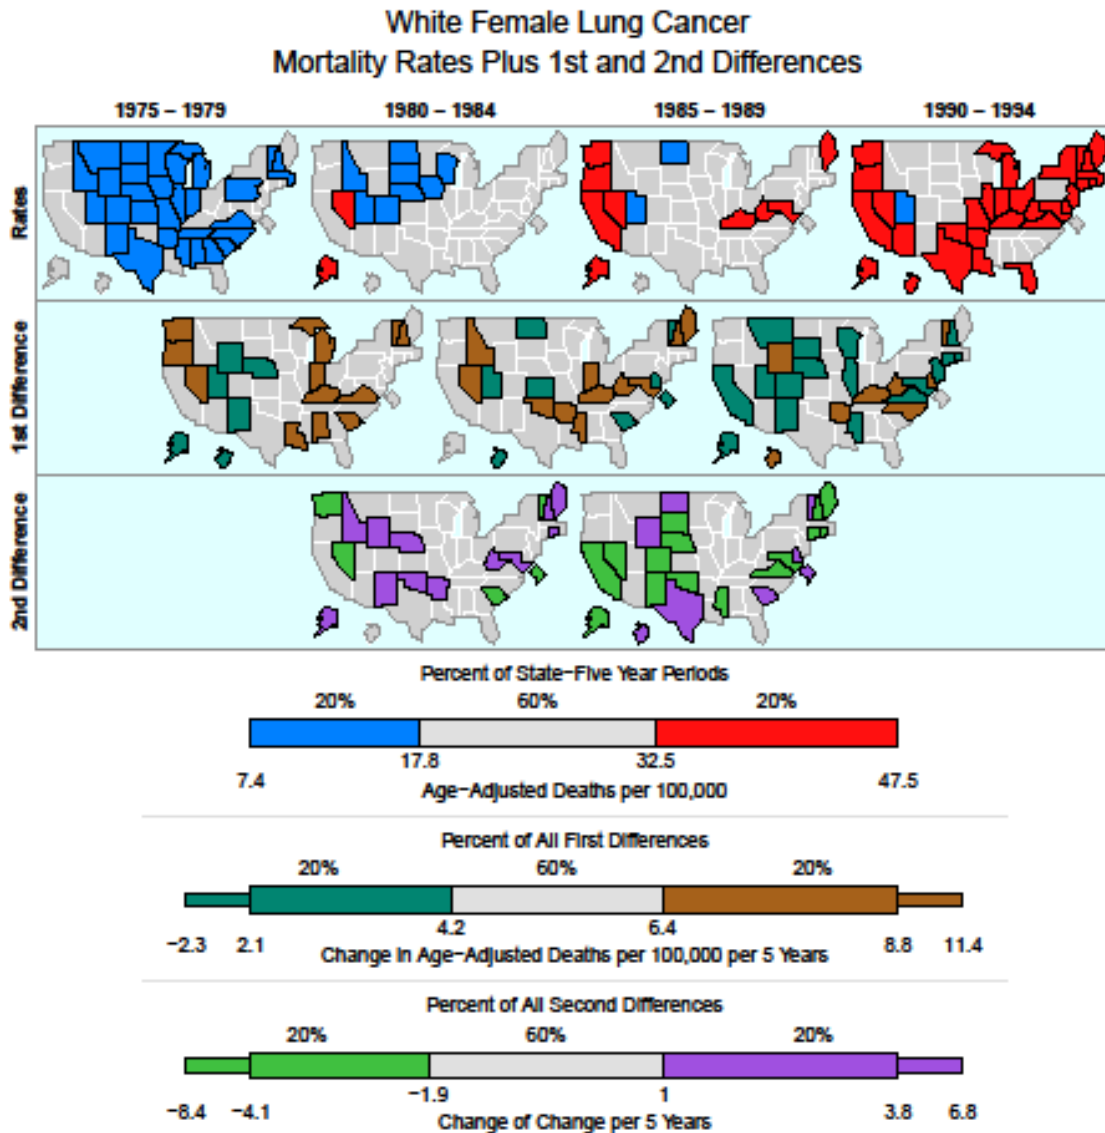 White Female Lung Cancer
Mortality Rates Plus 1st and 2nd Differences
1975 – 1979 1980 – 1984 1985 – 1989 1990 – 1994
Rates
1st Difference
2nd Difference
Percent of State–Five Year Periods
20% 60% 20%
17.8 32.5
7.4 47.5
Age–Adjusted Deaths per 100,000
Percent of All First Differences
20% 60% 20%
4.2 6.4
−2.3 2.1 8.8 11.4
Change in Age–Adjusted Deaths per 100,000 per 5 Years
Percent of All Second Differences
20% 60% 20%
−1.9 1
−8.4 −4.1 3.8 6.8
Change of Change per 5 Years